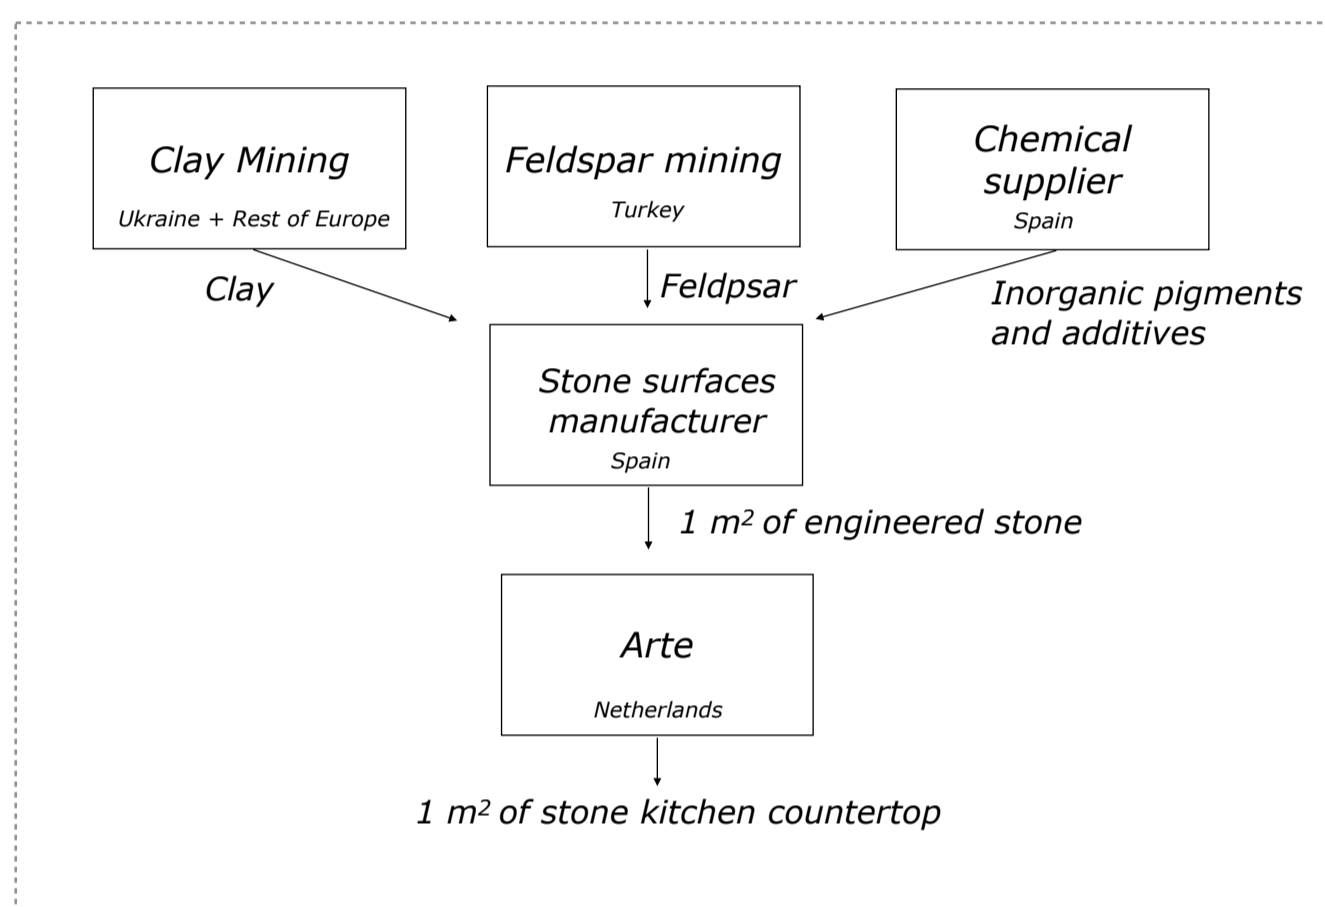 Clay Mining
Ukraine + Rest of Europe
Feldspar mining
Turkey
Chemical
supplier
Spain
Clay
Feldpsar
Inorganic pigments
and additives
Stone surfaces
manufacturer
Spain
1 m² of engineered stone
Arte
Netherlands
1 m² of stone kitchen countertop